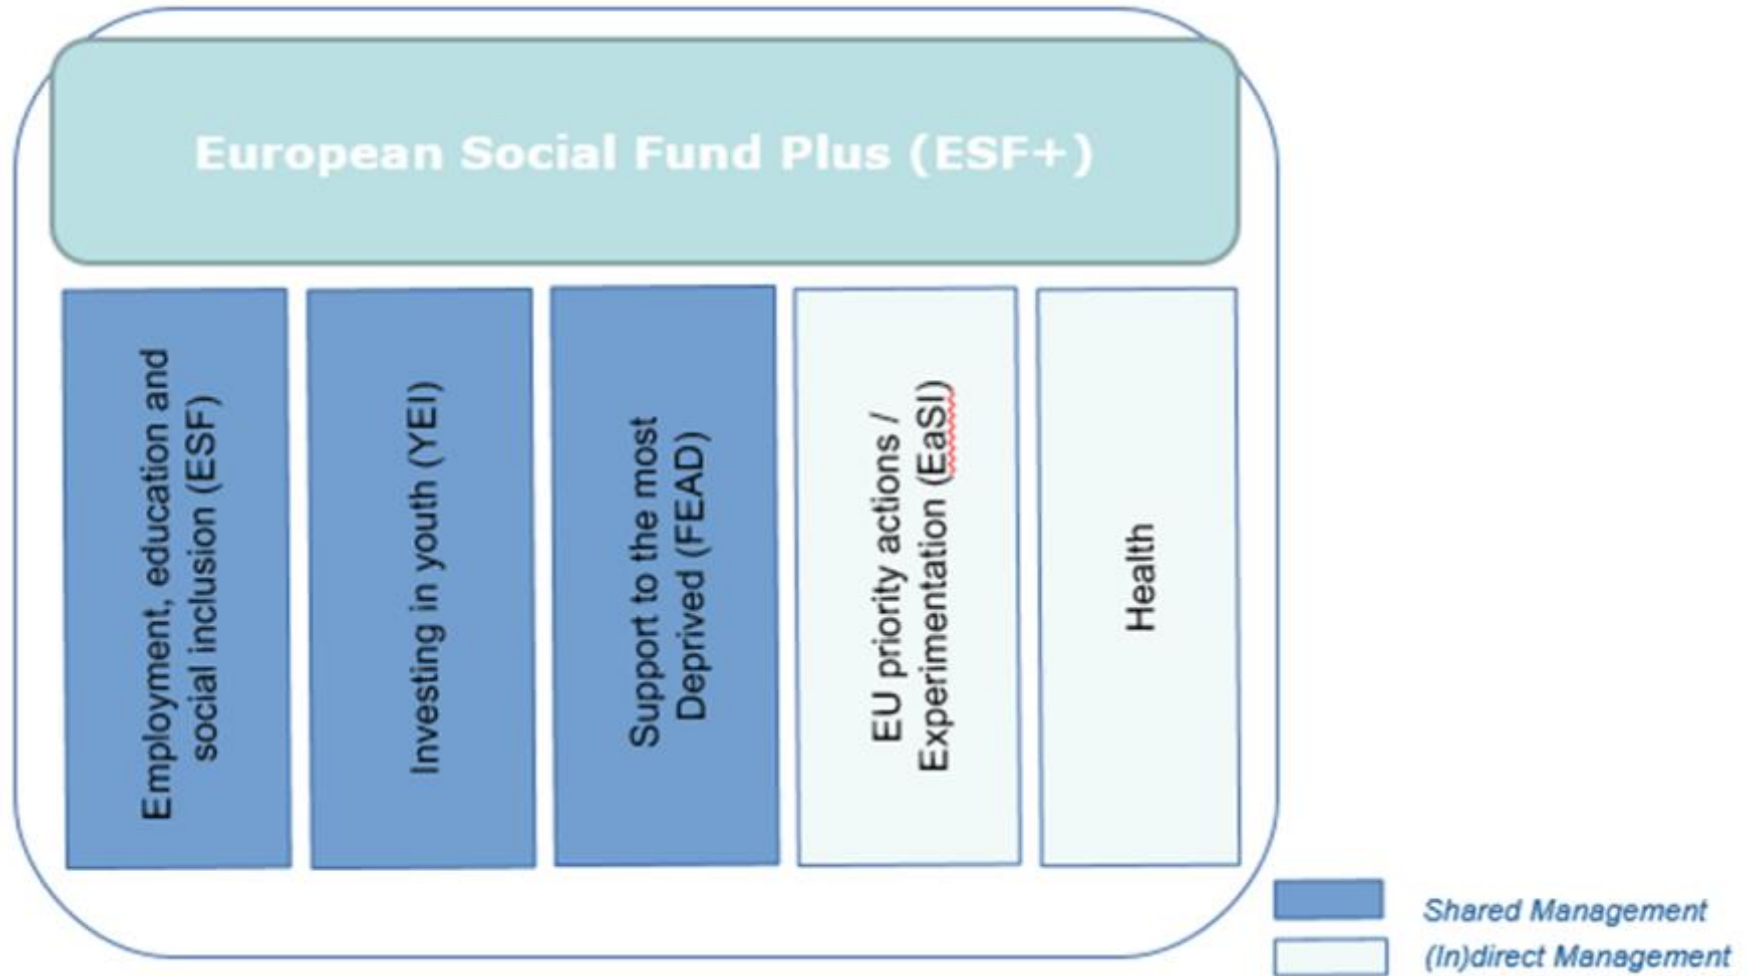 European Social Fund Plus (ESF+)
Employment, education and
social inclusion (ESF)
Investing in youth (YEI)
Support to the most
Deprived (FEAD)
EU priority actions /
Experimentation (EaSI)
Health
Shared Management
(In)direct Management